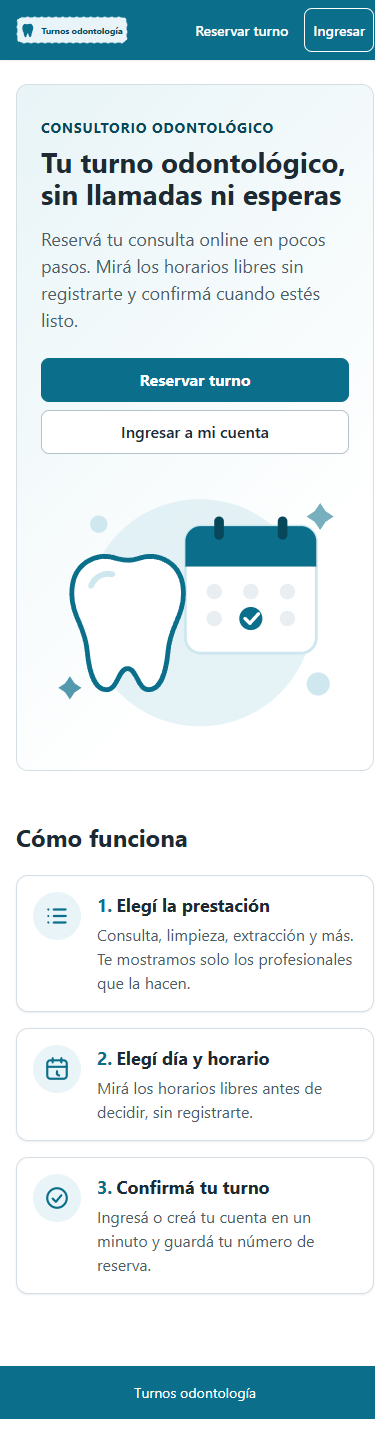 Turnos odontología
Reservar turno
Ingresar
CONSULTORIO ODONTOLÓGICO
Tu turno odontológico,
sin llamadas ni esperas
Reservá tu consulta online en pocos
pasos. Mirá los horarios libres sin
registrarte y confirmá cuando estés
listo.
Reservar turno
Ingresar a mi cuenta
Cómo funciona
1. Elegí la prestación
Consulta, limpieza, extracción y más.
Te mostramos solo los profesionales
que la hacen.
2. Elegí día y horario
Mirá los horarios libres antes de
decidir, sin registrarte.
3. Confirmá tu turno
Ingresá o creá tu cuenta en un
minuto y guardá tu número de
reserva.
Turnos odontología